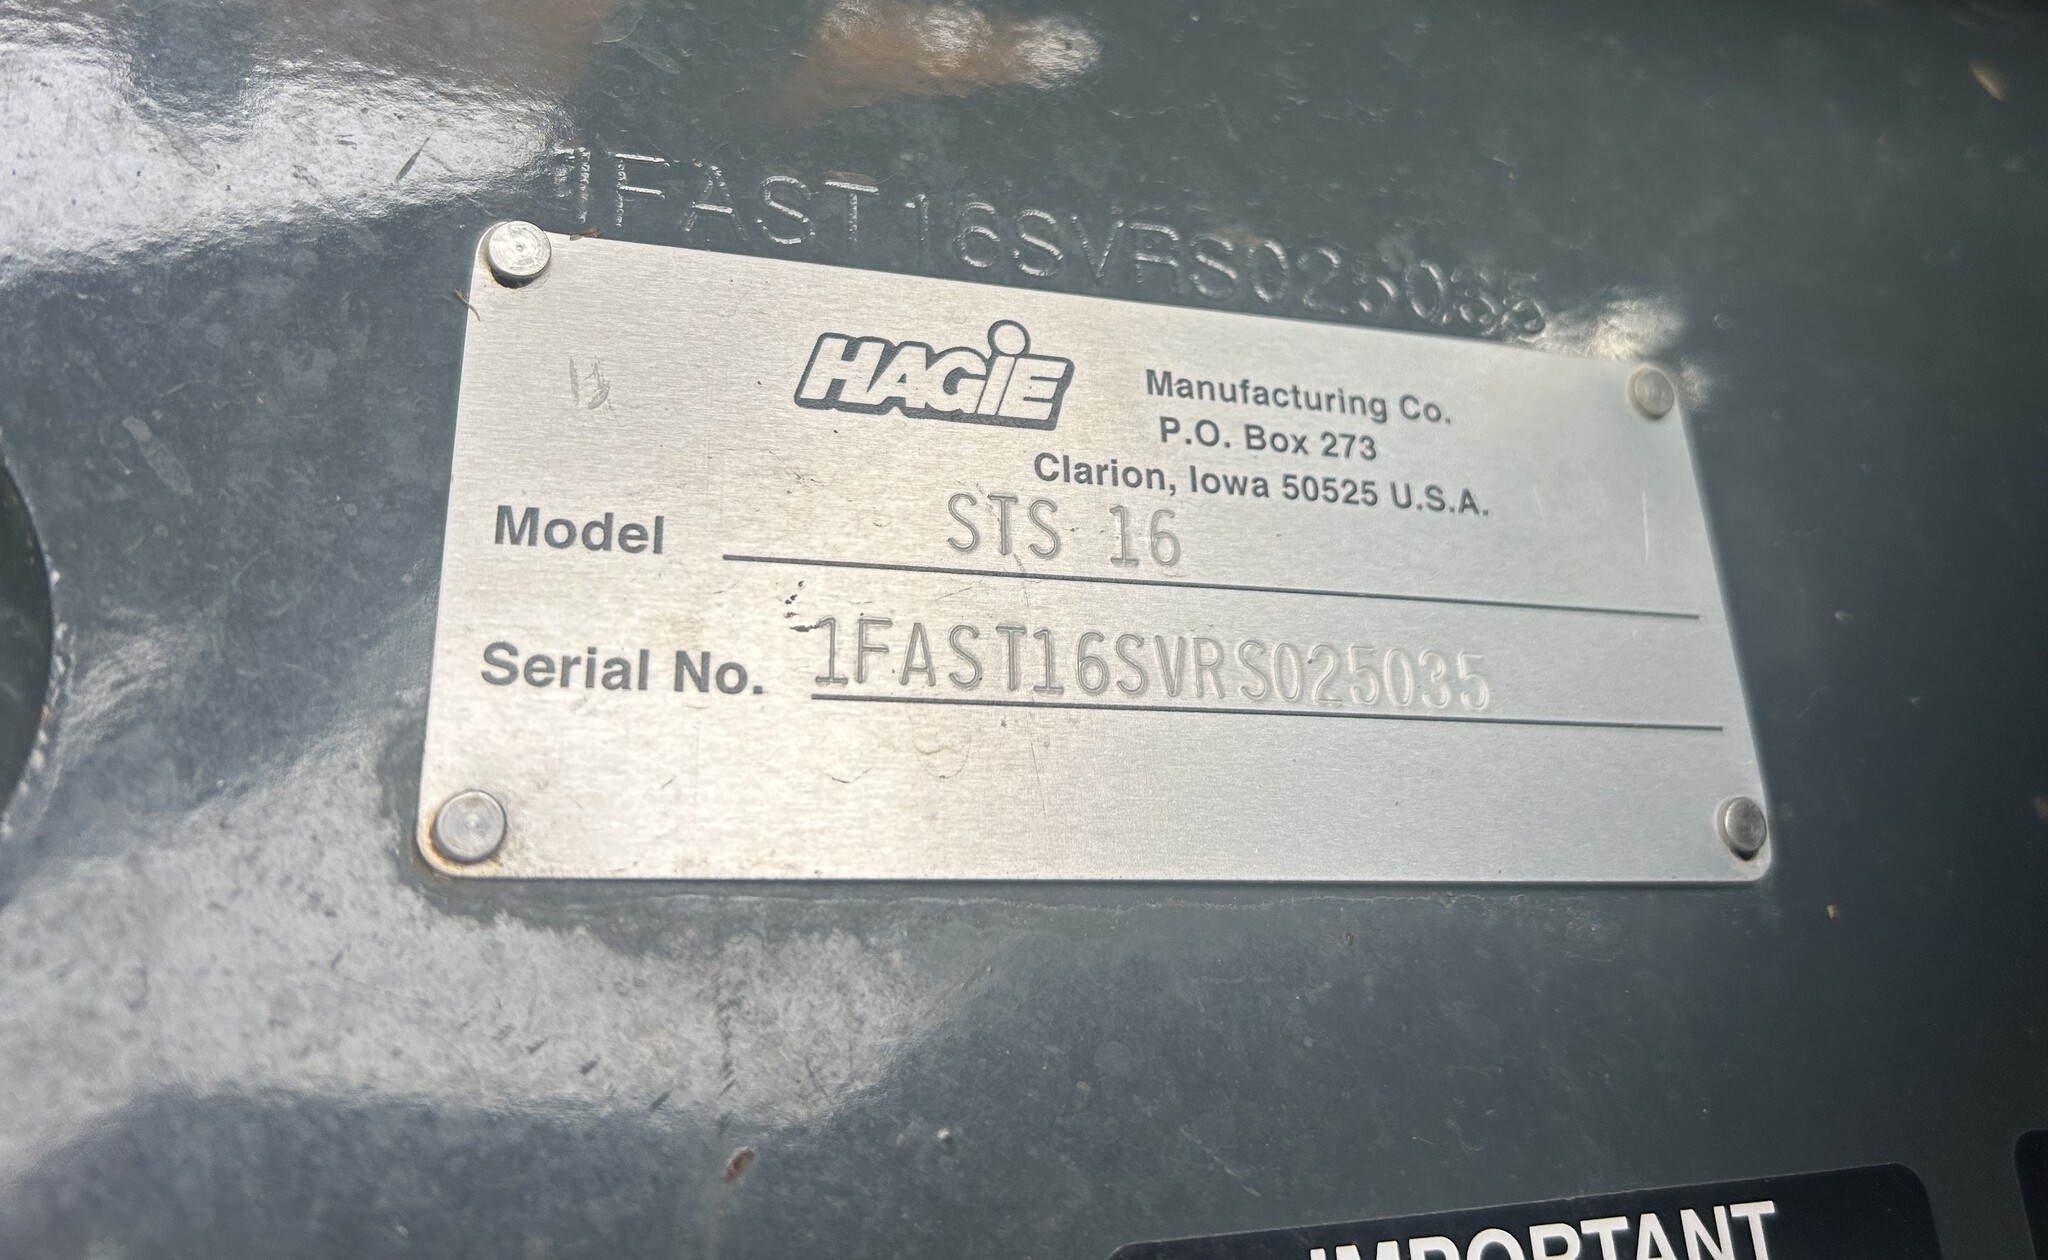 1FAST16SVRS025035
HAGIE
Manufacturing Co.
P.O. Box 273
Clarion, Iowa 50525 U.S.A.
Model STS 16
Serial No. 1FAST16SVRS025035
IMPORTANT